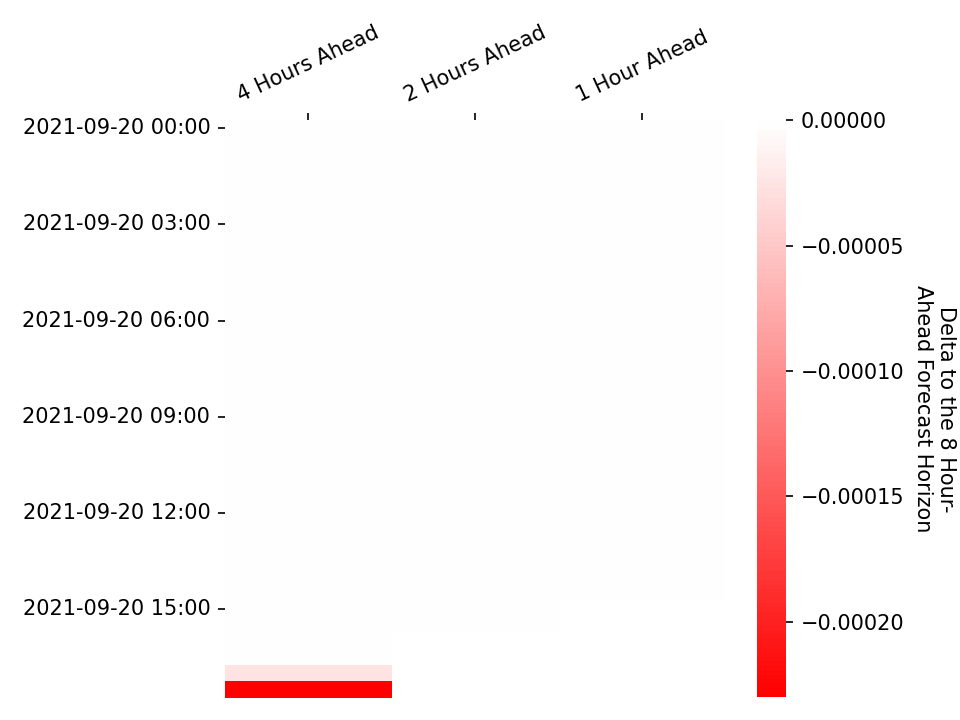 4 Hours Ahead
2 Hours Ahead
1 Hour Ahead
2021-09-20 00:00
2021-09-20 03:00
2021-09-20 06:00
2021-09-20 09:00
2021-09-20 12:00
2021-09-20 15:00
0.00000
−0.00005
−0.00010
−0.00015
−0.00020
Delta to the 8 Hour-
Ahead Forecast Horizon